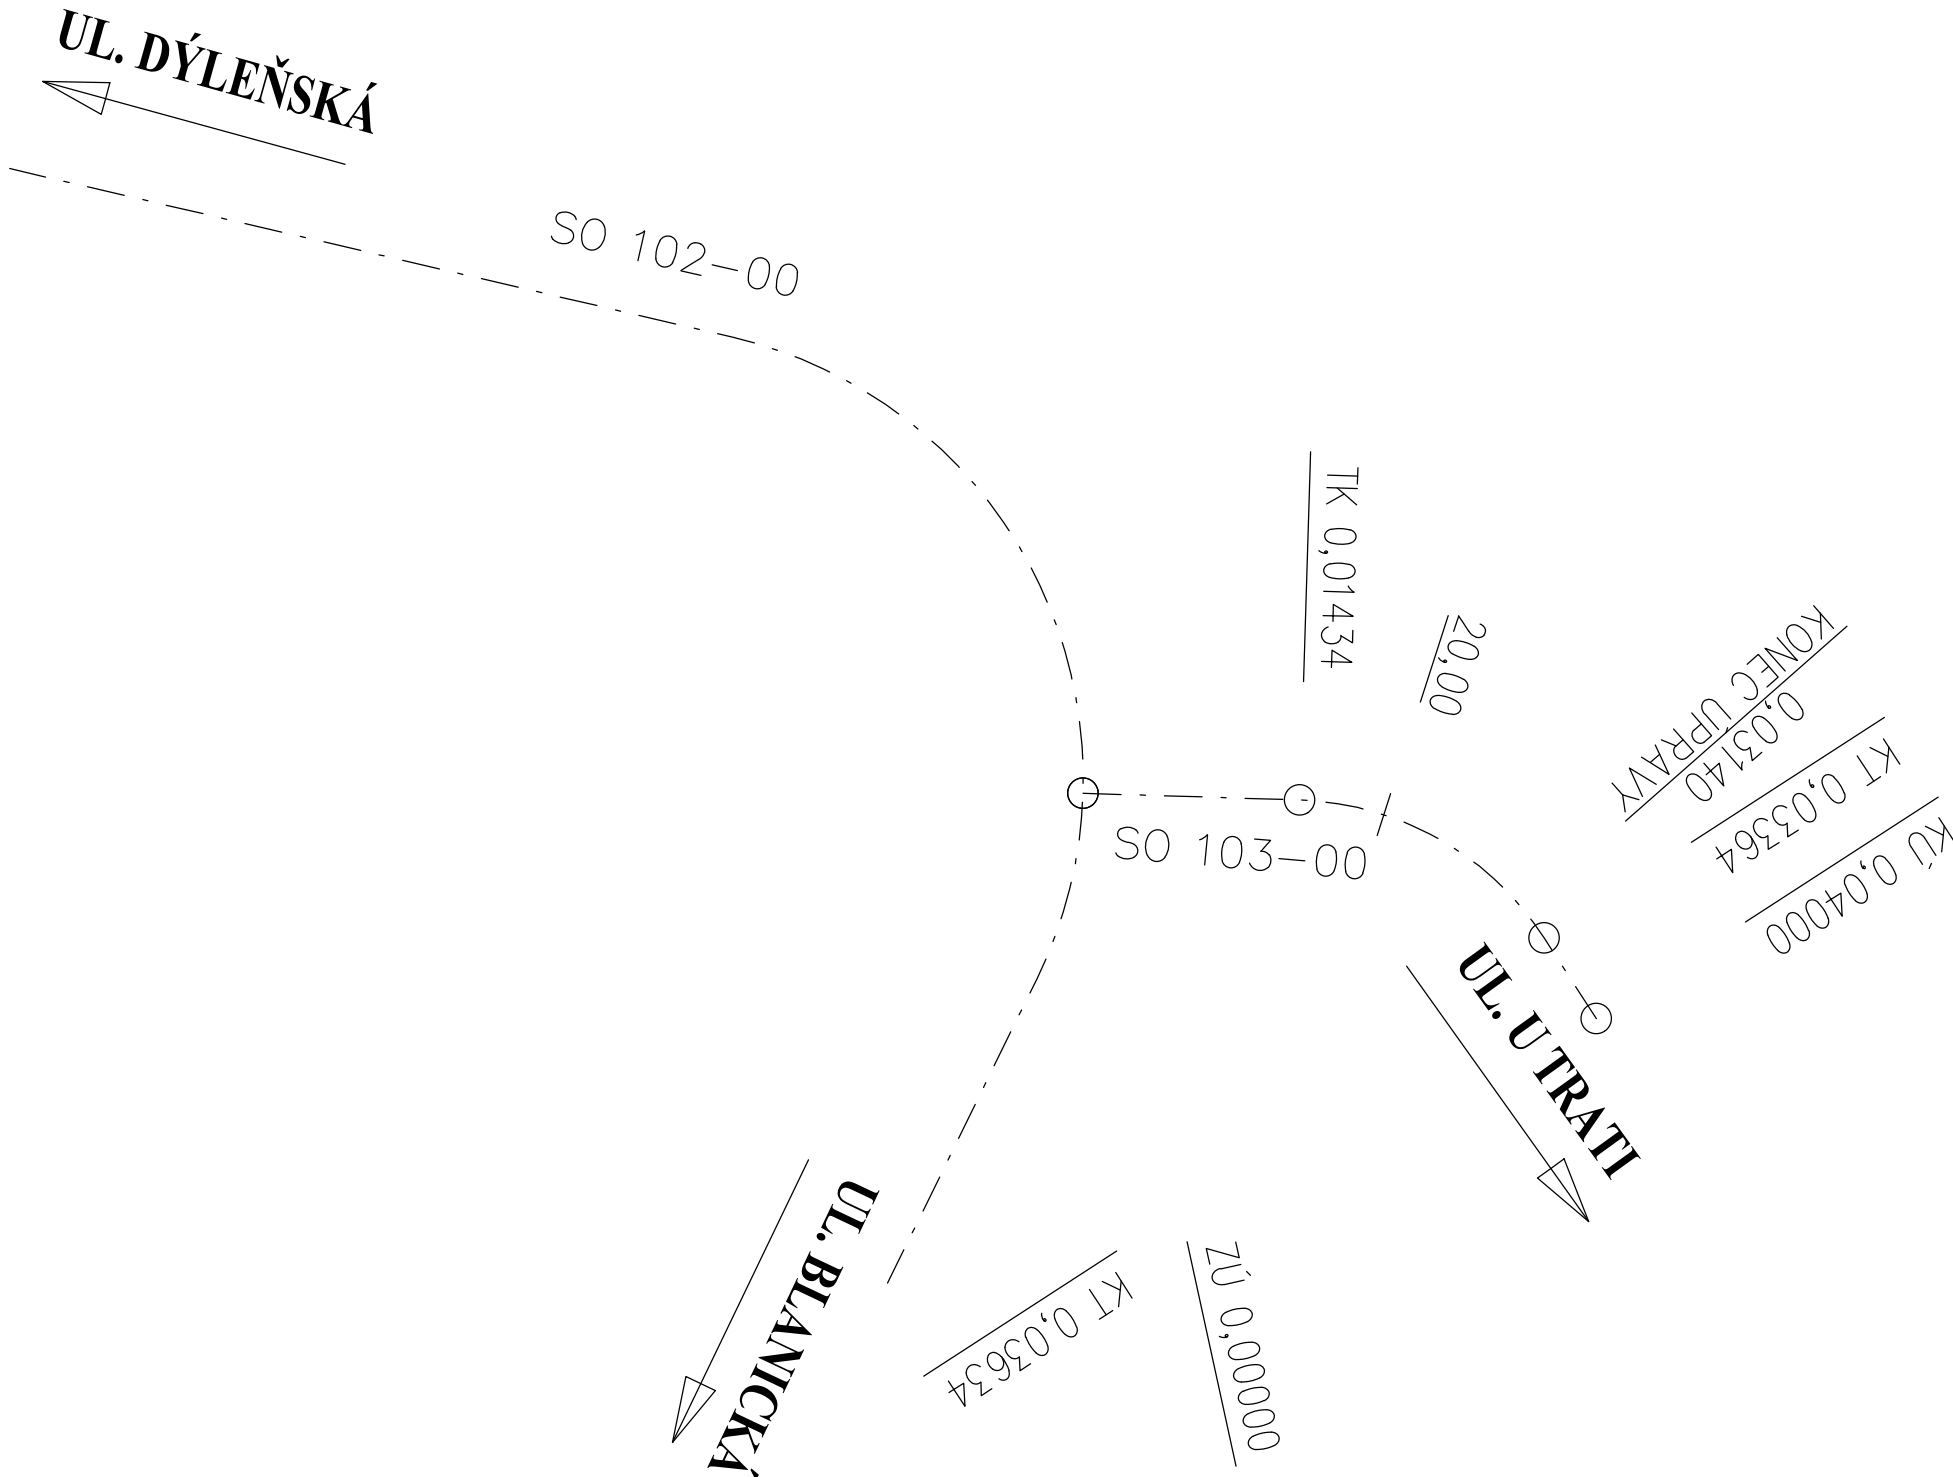 UL. DÝLEŇSKÁ
SO 102-00
TK 0,01434
20,00
KONEC UPRAVY
0,03140
KT 0,03364
KÚ 0,04000
SO 103-00
UL. U TRATI
UL. BLANICKÁ
KT 0,03634
ZÚ 0,00000